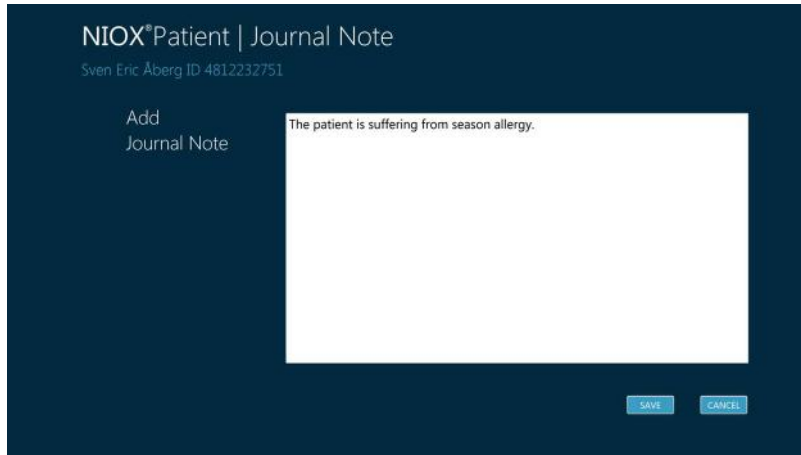 NIOX®Patient | Journal Note
Sven Eric Åberg ID 4812232751
Add
Journal Note
The patient is suffering from season allergy.
SAVE
CANCEL